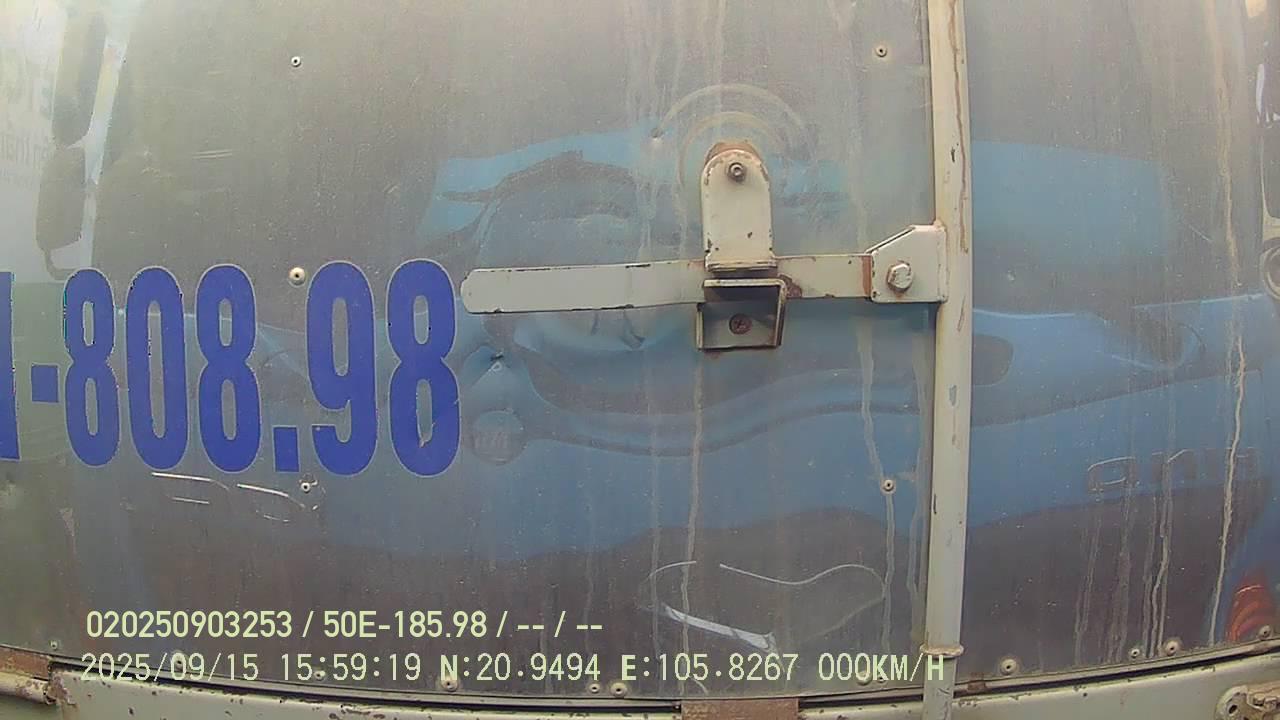 -808.98
020250903253 / 50E-185.98 / -- / --
2025/09/15 15:59:19 N:20.9494 E:105.8267 000KM/H